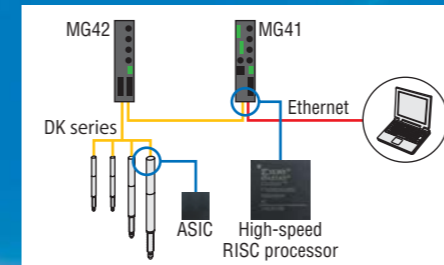 MG42
MG41
Ethernet
DK series
ASIC
High-speed
RISC processor